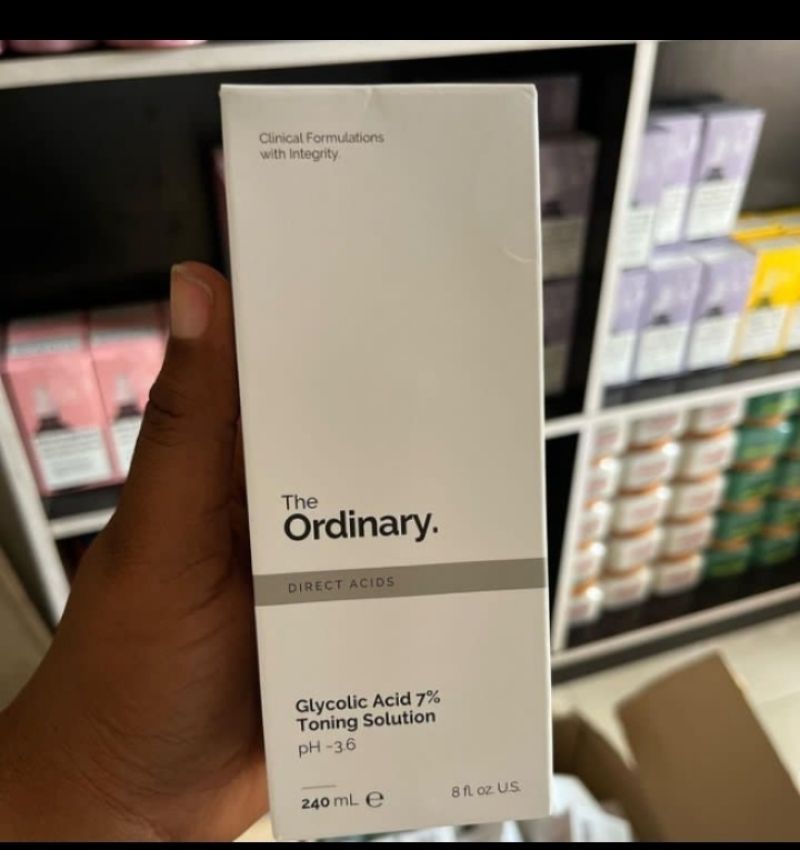 Clinical Formulations
with Integrity.
The
Ordinary.
DIRECT ACIDS
Glycolic Acid 7%
Toning Solution
pH ~3.6
240 mL ℮
8 fl. oz. U.S.